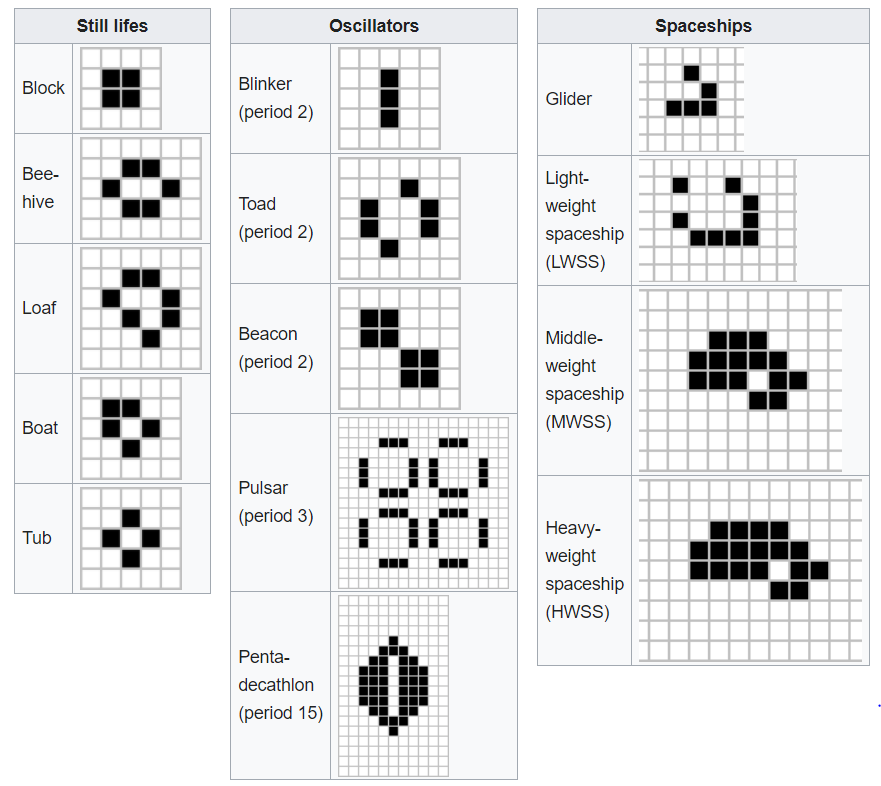 Still lifes
Block
Bee-
hive
Loaf
Boat
Tub
Oscillators
Blinker
(period 2)
Toad
(period 2)
Beacon
(period 2)
Pulsar
(period 3)
Penta-
decathlon
(period 15)
Spaceships
Glider
Light-
weight
spaceship
(LWSS)
Middle-
weight
spaceship
(MWSS)
Heavy-
weight
spaceship
(HWSS)